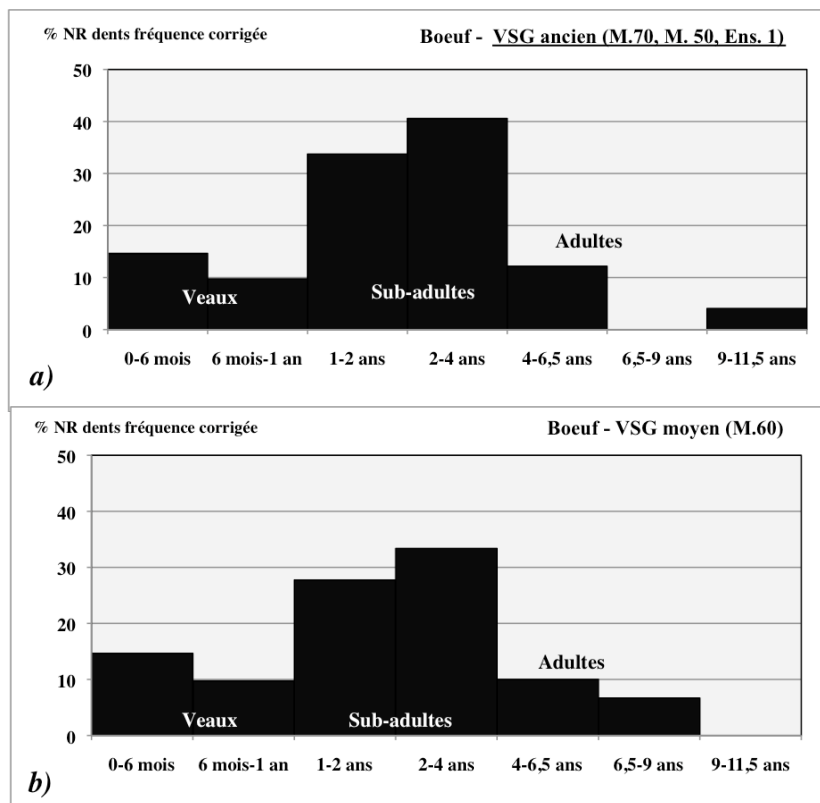 % NR dents fréquence corrigée
Boeuf - VSG ancien (M.70, M. 50, Ens. 1)
50
40
30
20
10
0
Veaux
Sub-adultes
Adultes
0-6 mois 6 mois-1 an 1-2 ans 2-4 ans 4-6,5 ans 6,5-9 ans 9-11,5 ans
a)
% NR dents fréquence corrigée
Boeuf - VSG moyen (M.60)
50
40
30
20
10
0
Veaux
Sub-adultes
Adultes
0-6 mois 6 mois-1 an 1-2 ans 2-4 ans 4-6,5 ans 6,5-9 ans 9-11,5 ans
b)